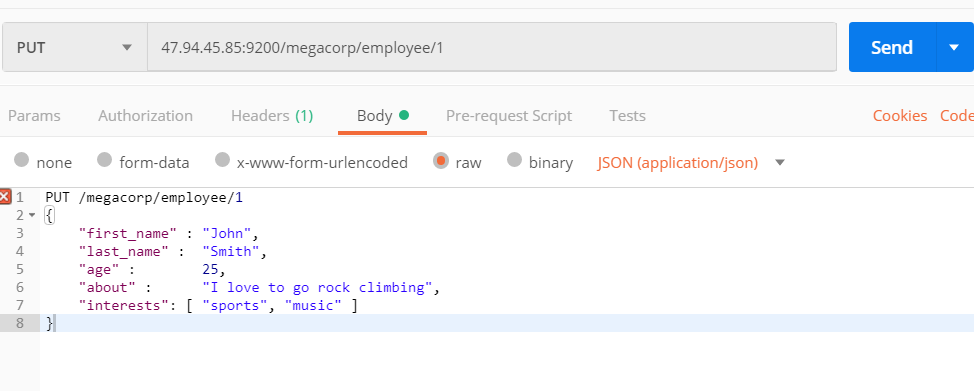 PUT 47.94.45.85:9200/megacorp/employee/1 Send
Params Authorization Headers (1) Body Pre-request Script Tests Cookies Code
none form-data x-www-form-urlencoded raw binary JSON (application/json)
1 PUT /megacorp/employee/1
2 {
3 "first_name" : "John",
4 "last_name" :  "Smith",
5 "age" :        25,
6 "about" :      "I love to go rock climbing",
7 "interests": [ "sports", "music" ]
8 }